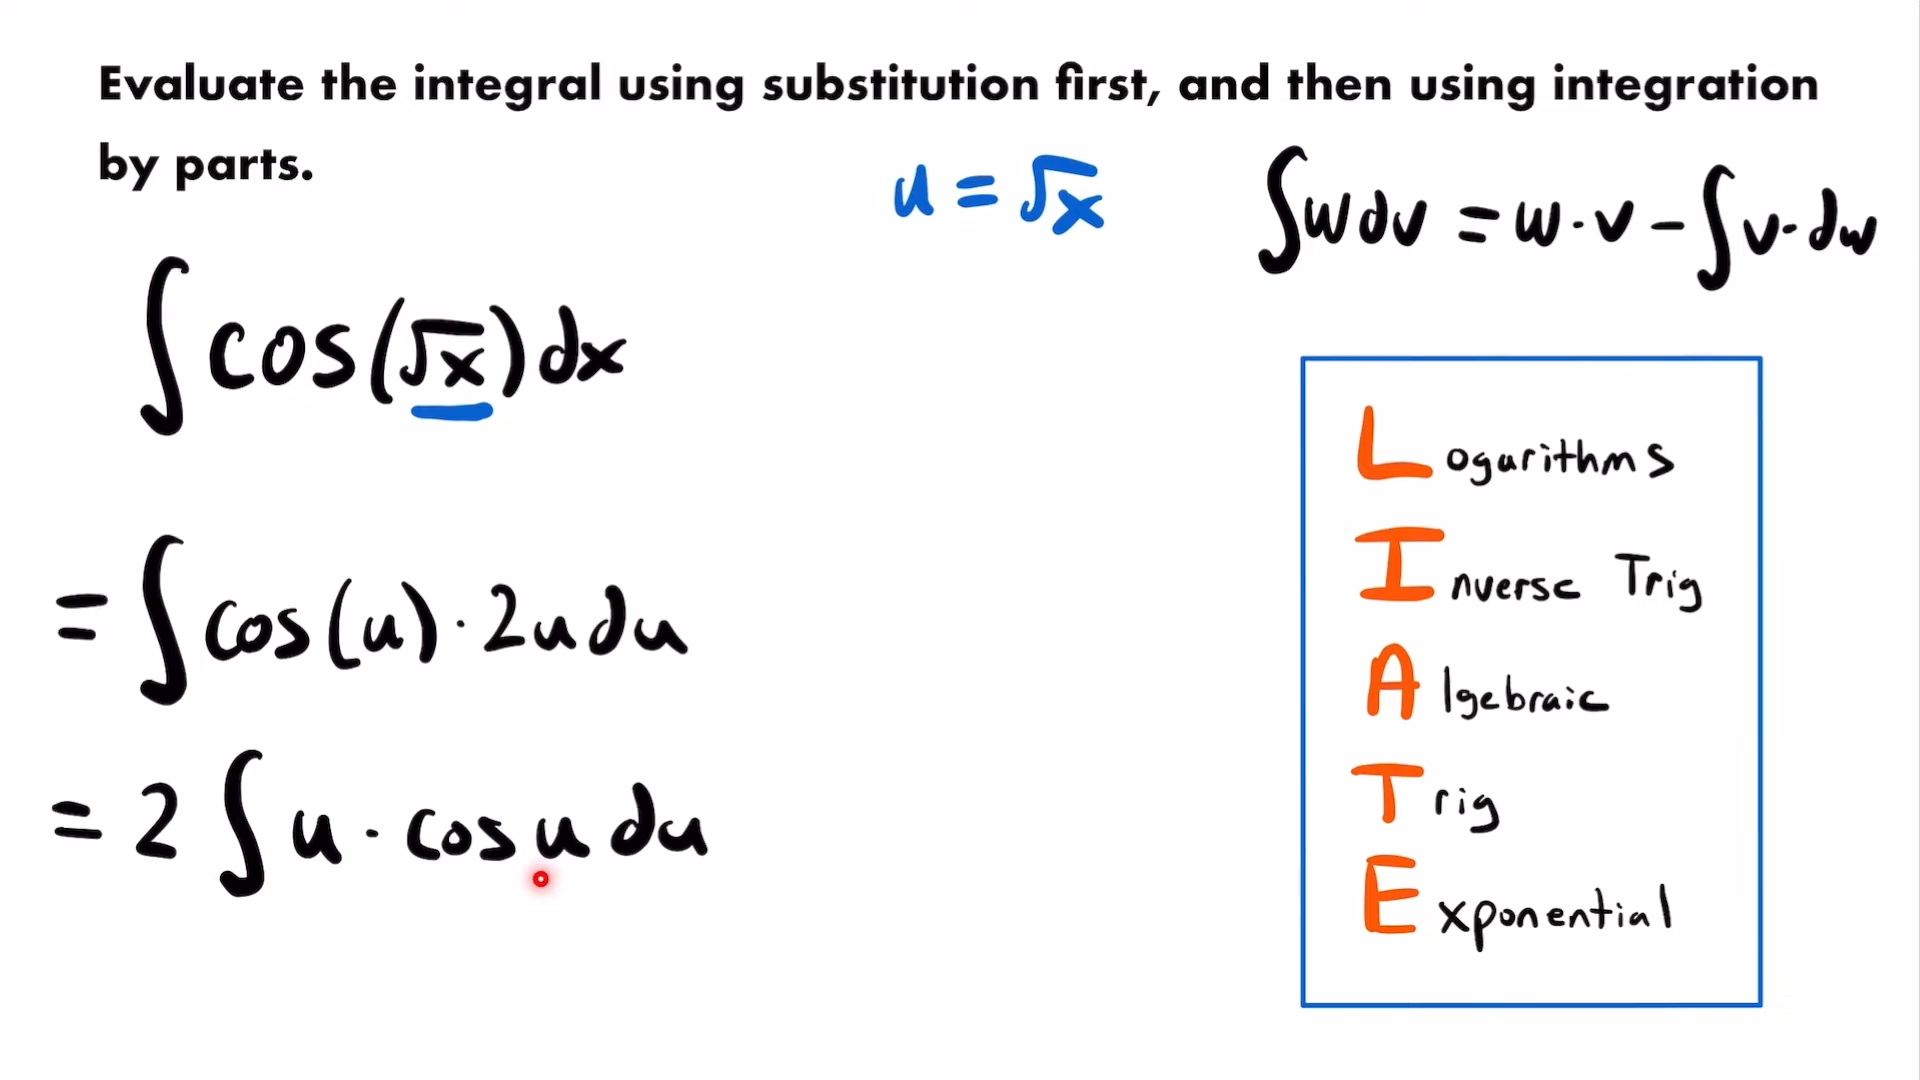 Evaluate the integral using substitution first, and then using integration
by parts.
u = √x
∫w dv = w · v − ∫v · dw
∫cos(√x) dx
= ∫cos(u) · 2u du
= 2 ∫u · cos u du
Logarithms
Inverse Trig
Algebraic
Trig
Exponential